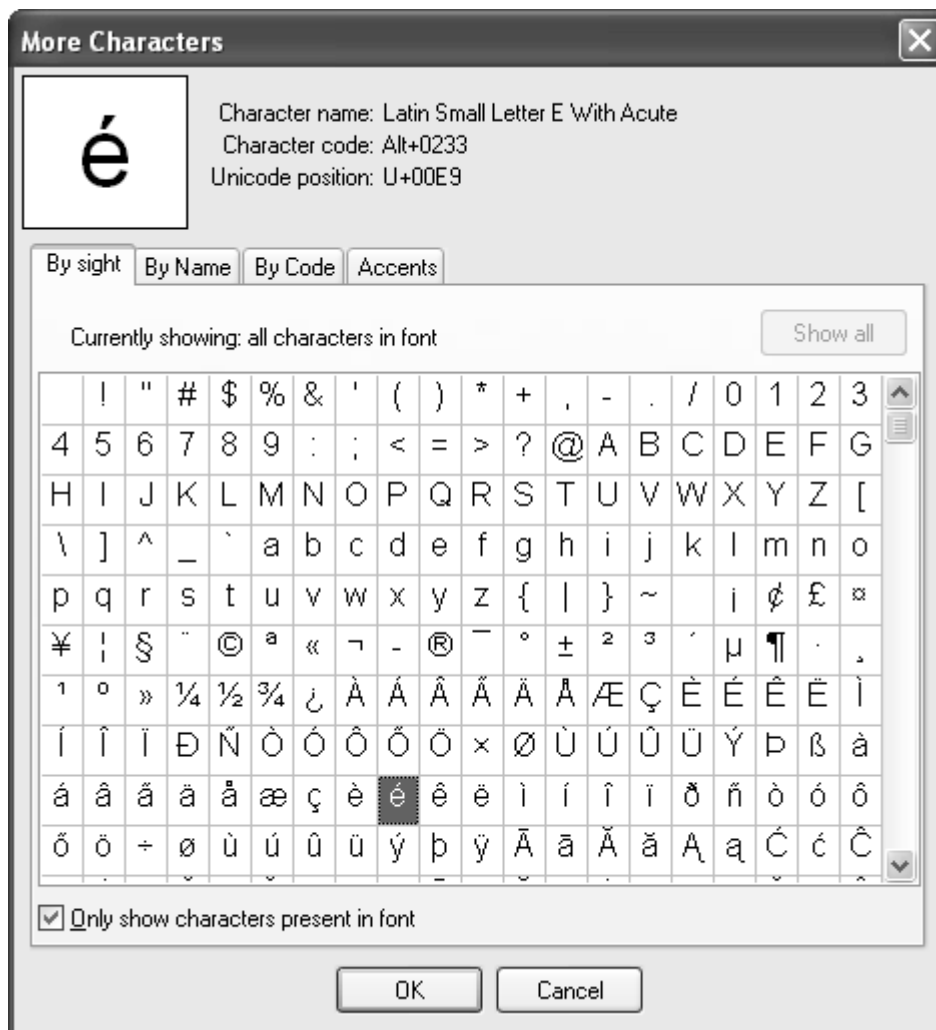 More Characters
é
Character name: Latin Small Letter E With Acute
Character code: Alt+0233
Unicode position: U+00E9
By sight By Name By Code Accents
Currently showing: all characters in font Show all
! " # $ % & ' ( ) * + , - . / 0 1 2 3
4 5 6 7 8 9 : ; < = > ? @ A B C D E F G
H I J K L M N O P Q R S T U V W X Y Z [
\ ] ^ _ ` a b c d e f g h i j k l m n o
p q r s t u v w x y z { | } ~ ¡ ¢ £ ¤
¥ ¦ § ¨ © ª « ¬ - ® ¯ ° ± ² ³ ´ µ ¶ · ¸
¹ º » ¼ ½ ¾ ¿ À Á Â Ã Ä Å Æ Ç È É Ê Ë Ì
Í Î Ï Ð Ñ Ò Ó Ô Õ Ö × Ø Ù Ú Û Ü Ý Þ ß à
á â ã ä å æ ç è é ê ë ì í î ï ð ñ ò ó ô
õ ö ÷ ø ù ú û ü ý þ ÿ Ā ā Ă ă Ą ą Ć ć Ĉ
Only show characters present in font
OK Cancel